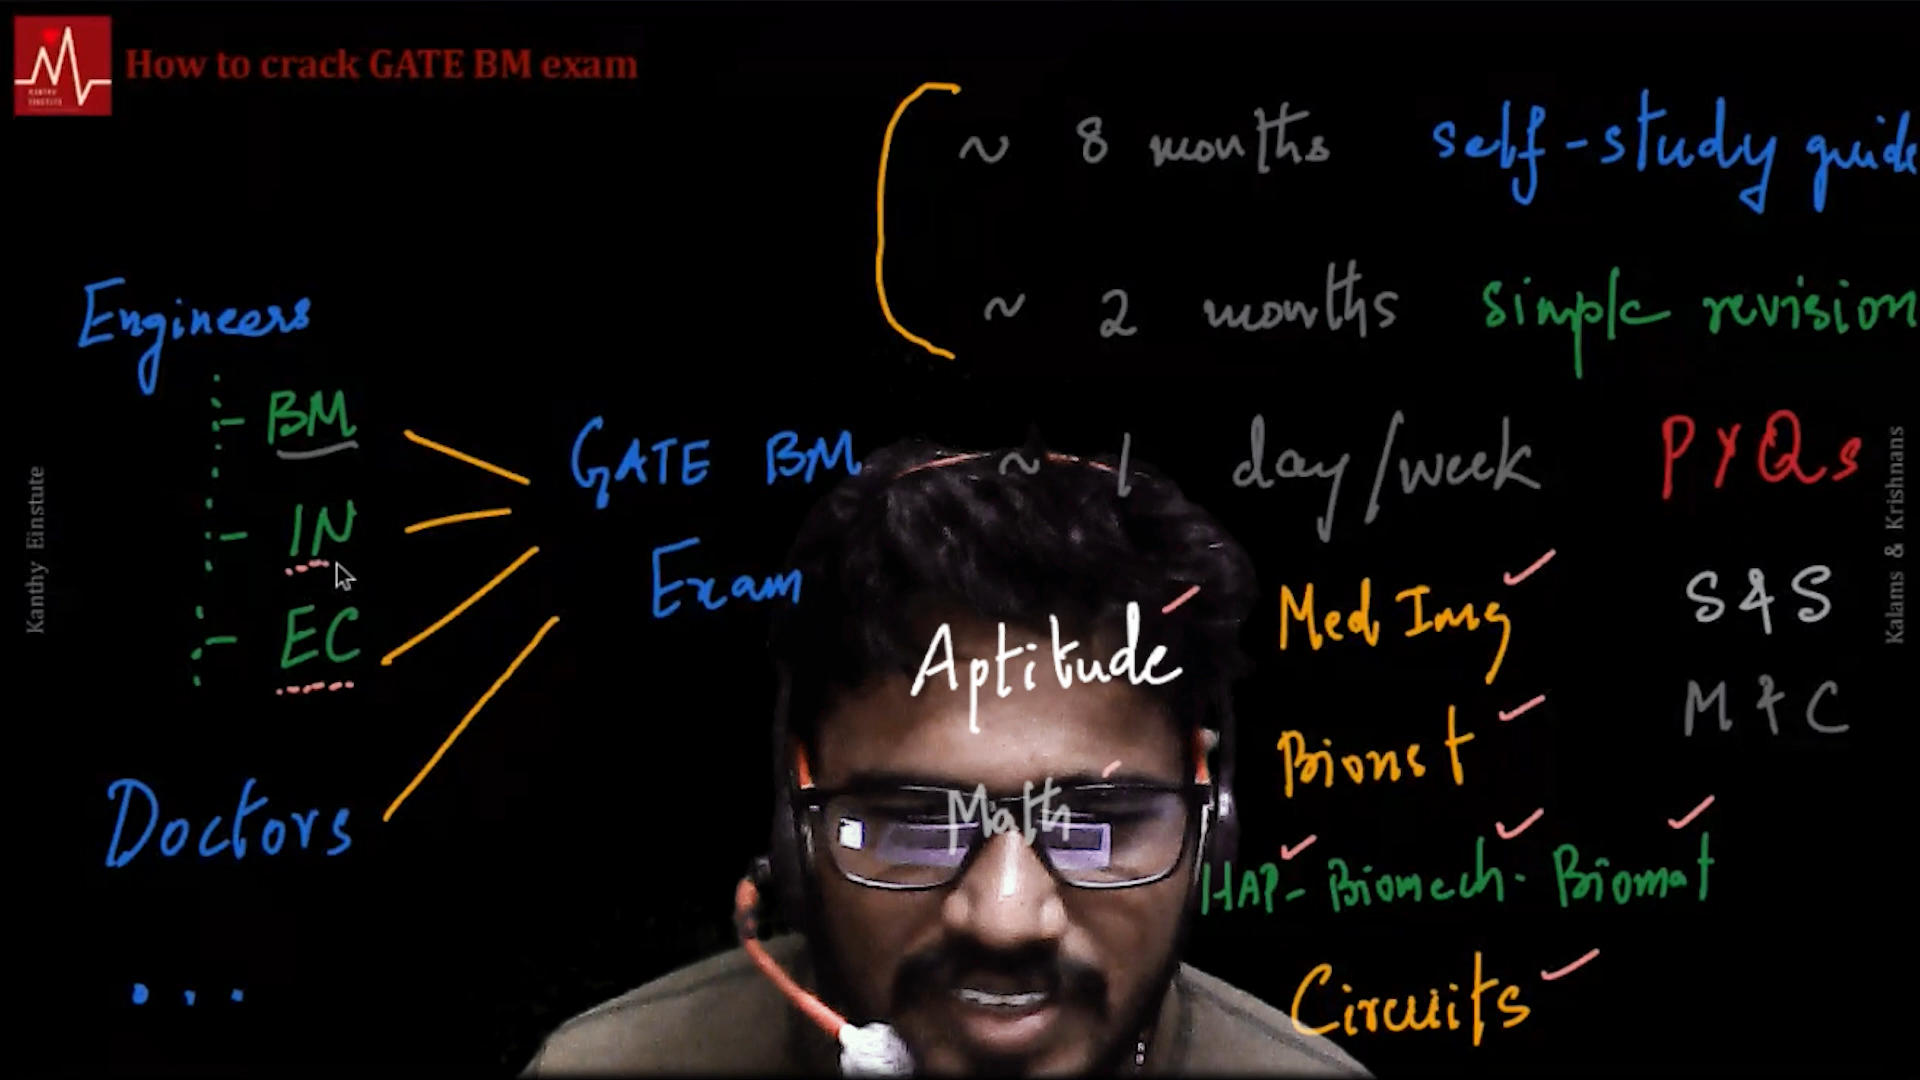 How to crack GATE BM exam
~ 8 months self-study guide
~ 2 months simple revision
Engineers
- BM
- IN
- EC
Doctors
...
GATE BM
Exam
~ 1 day/week PYQs
Aptitude
Math
Med Img
Bionst
HAP - Biomech - Biomat
Circuits
S & S
M & C
Kanthy Einstute
Kalams & Krishnans